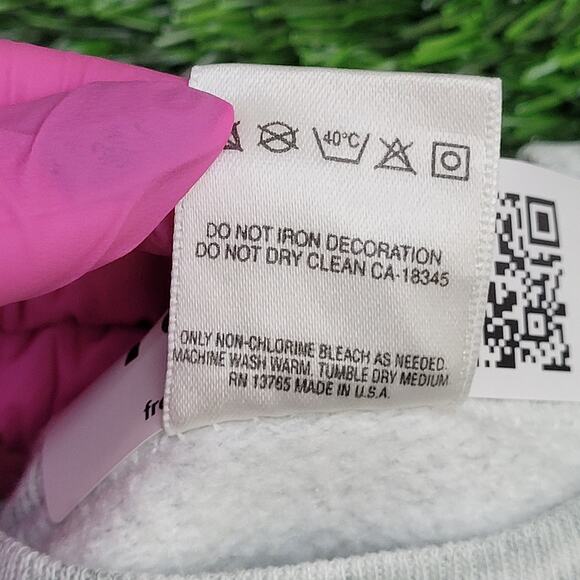 40°C
DO NOT IRON DECORATION
DO NOT DRY CLEAN CA-18345
ONLY NON-CHLORINE BLEACH AS NEEDED.
MACHINE WASH WARM, TUMBLE DRY MEDIUM
RN 13765 MADE IN U.S.A.